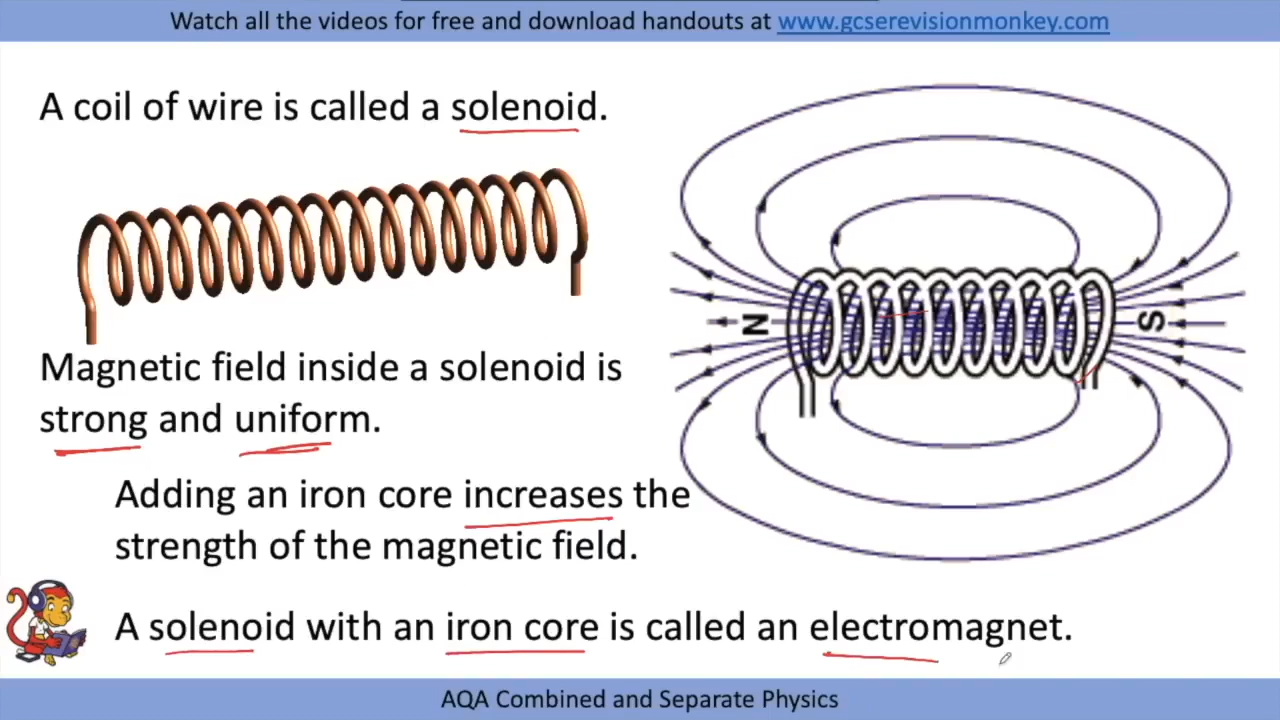 Watch all the videos for free and download handouts at www.gcserevisionmonkey.com
A coil of wire is called a solenoid.
N
S
Magnetic field inside a solenoid is
strong and uniform.
Adding an iron core increases the
strength of the magnetic field.
A solenoid with an iron core is called an electromagnet.
AQA Combined and Separate Physics